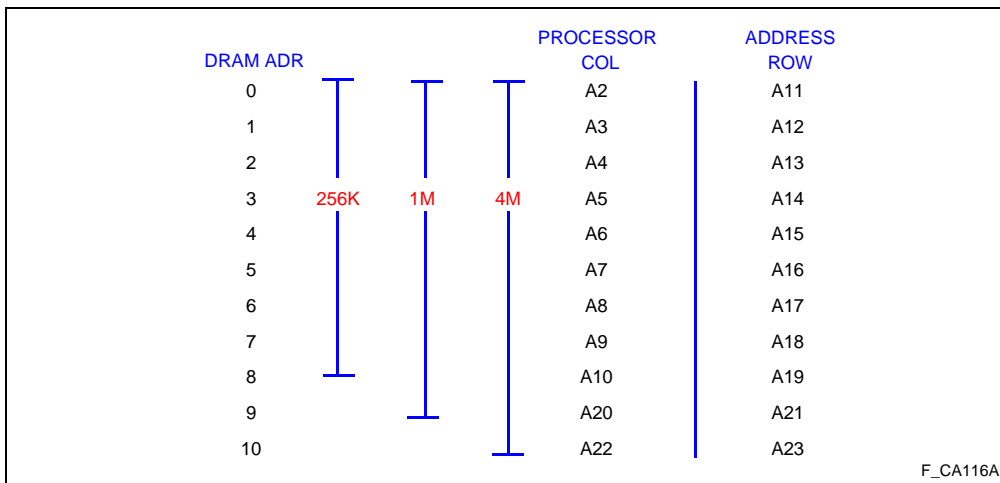 PROCESSOR ADDRESS
DRAM ADR COL ROW
0 A2 A11
1 A3 A12
2 A4 A13
3 256K 1M 4M A5 A14
4 A6 A15
5 A7 A16
6 A8 A17
7 A9 A18
8 A10 A19
9 A20 A21
10 A22 A23
F_CA116A